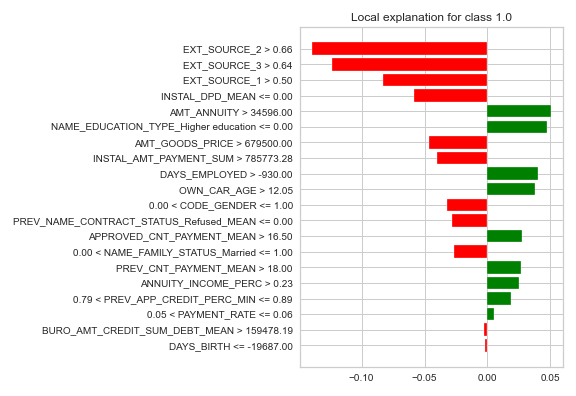 Local explanation for class 1.0
EXT_SOURCE_2 > 0.66
EXT_SOURCE_3 > 0.64
EXT_SOURCE_1 > 0.50
INSTAL_DPD_MEAN <= 0.00
AMT_ANNUITY > 34596.00
NAME_EDUCATION_TYPE_Higher education <= 0.00
AMT_GOODS_PRICE > 679500.00
INSTAL_AMT_PAYMENT_SUM > 785773.28
DAYS_EMPLOYED > -930.00
OWN_CAR_AGE > 12.05
0.00 < CODE_GENDER <= 1.00
PREV_NAME_CONTRACT_STATUS_Refused_MEAN <= 0.00
APPROVED_CNT_PAYMENT_MEAN > 16.50
0.00 < NAME_FAMILY_STATUS_Married <= 1.00
PREV_CNT_PAYMENT_MEAN > 18.00
ANNUITY_INCOME_PERC > 0.23
0.79 < PREV_APP_CREDIT_PERC_MIN <= 0.89
0.05 < PAYMENT_RATE <= 0.06
BURO_AMT_CREDIT_SUM_DEBT_MEAN > 159478.19
DAYS_BIRTH <= -19687.00
−0.10 −0.05 0.00 0.05